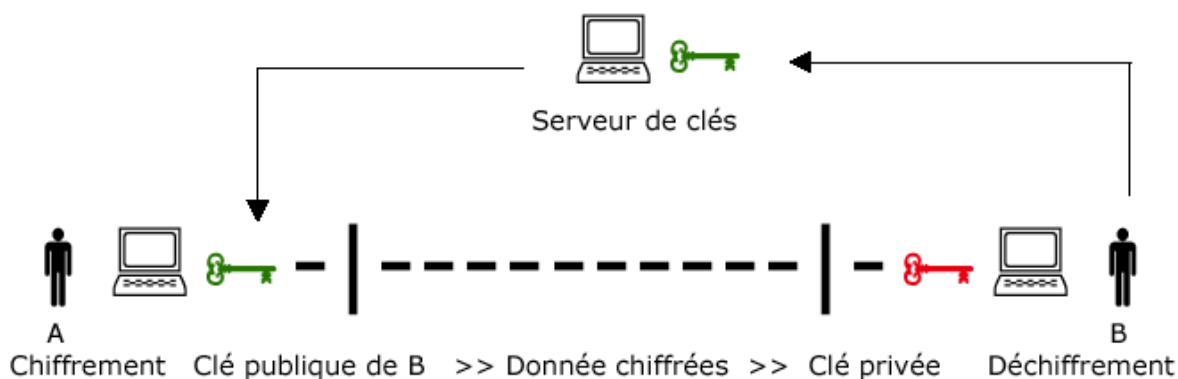 Serveur de clés
A
B
Chiffrement Clé publique de B >> Donnée chiffrées >> Clé privée Déchiffrement